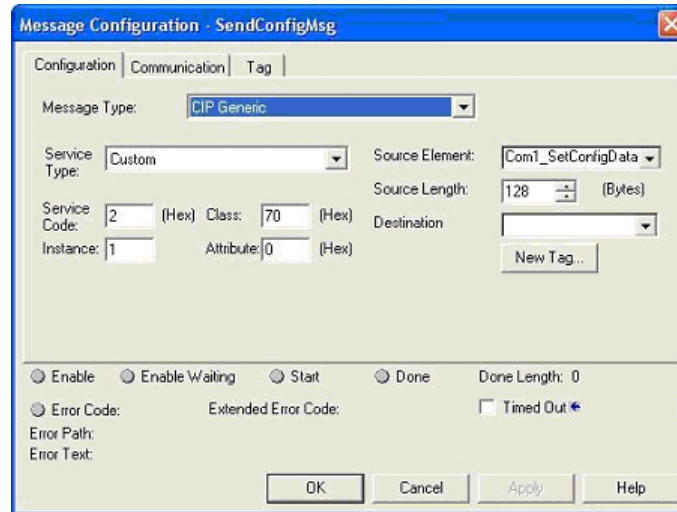 Message Configuration - SendConfigMsg
Configuration Communication Tag
Message Type: CIP Generic
Service Type: Custom
Source Element: Com1_SetConfigData
Source Length: 128 (Bytes)
Service Code: 2 (Hex) Class: 70 (Hex)
Destination
Instance: 1 Attribute: 0 (Hex)
New Tag...
Enable Enable Waiting Start Done Done Length: 0
Error Code: Extended Error Code: Timed Out
Error Path:
Error Text:
OK Cancel Apply Help